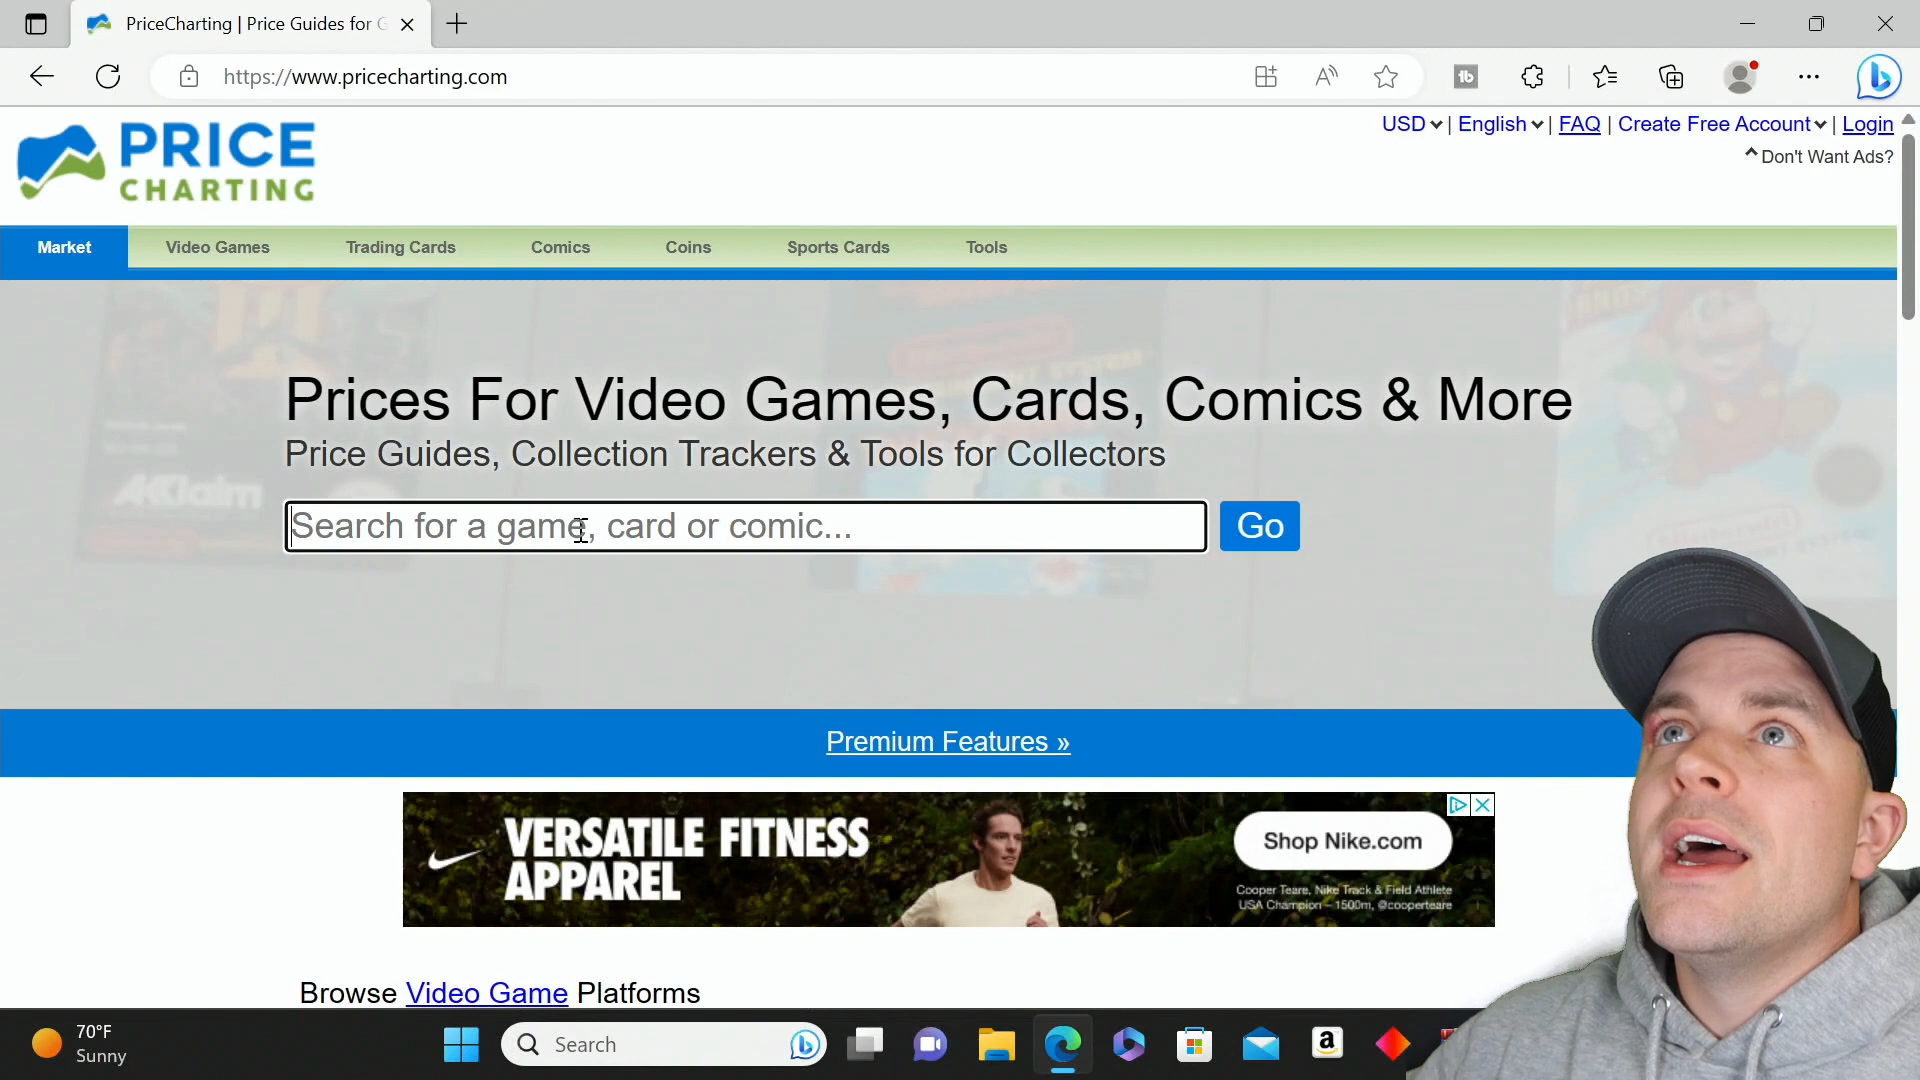 PriceCharting | Price Guides for G
https://www.pricecharting.com
PRICE
CHARTING
USD | English | FAQ | Create Free Account | Login
Don't Want Ads?
Market Video Games Trading Cards Comics Coins Sports Cards Tools
Prices For Video Games, Cards, Comics & More
Price Guides, Collection Trackers & Tools for Collectors
Search for a game, card or comic...
Go
AKlaim
Premium Features »
VERSATILE FITNESS
APPAREL
Shop Nike.com
Cooper Teare, Nike Track & Field Athlete
USA Champion – 1500m, @cooperteare
Browse Video Game Platforms
70°F
Sunny
Search